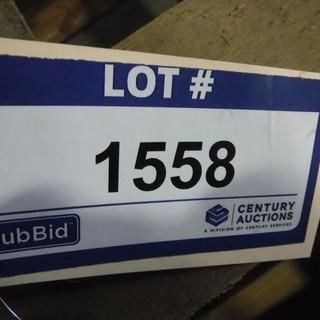 LOT #
1558
ubBid
CENTURY
AUCTIONS
A DIVISION OF CENTURY SERVICES